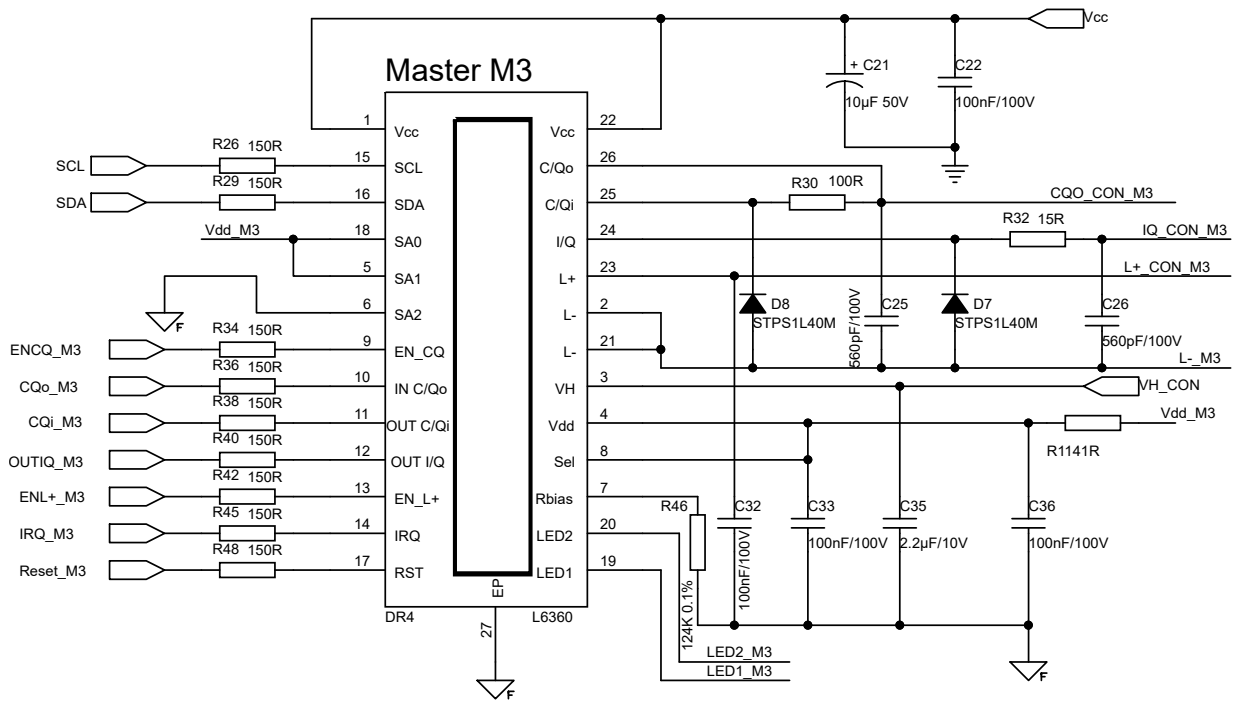 Vcc
+ C21
10µF 50V
C22
100nF/100V
Master M3
1
Vcc
22
Vcc
SCL
R26 150R
15
SCL
26
C/Qo
SDA
R29 150R
16
SDA
25
C/Qi
R30 100R
CQO_CON_M3
Vdd_M3
18
SA0
24
I/Q
R32 15R
IQ_CON_M3
5
SA1
23
L+
L+_CON_M3
6
SA2
2
L-
F
D8
STPS1L40M
C25
560pF/100V
D7
STPS1L40M
C26
560pF/100V
ENCQ_M3
R34 150R
9
EN_CQ
21
L-
L-_M3
CQo_M3
R36 150R
10
IN C/Qo
3
VH
VH_CON
CQi_M3
R38 150R
11
OUT C/Qi
4
Vdd
Vdd_M3
R1141R
OUTIQ_M3
R40 150R
12
OUT I/Q
8
Sel
ENL+_M3
R42 150R
13
EN_L+
7
Rbias
R46
124K 0.1%
C32
100nF/100V
C33
100nF/100V
C35
2.2µF/10V
C36
100nF/100V
IRQ_M3
R45 150R
14
IRQ
20
LED2
Reset_M3
R48 150R
17
RST
19
LED1
EP
DR4
L6360
27
LED2_M3
LED1_M3
F
F